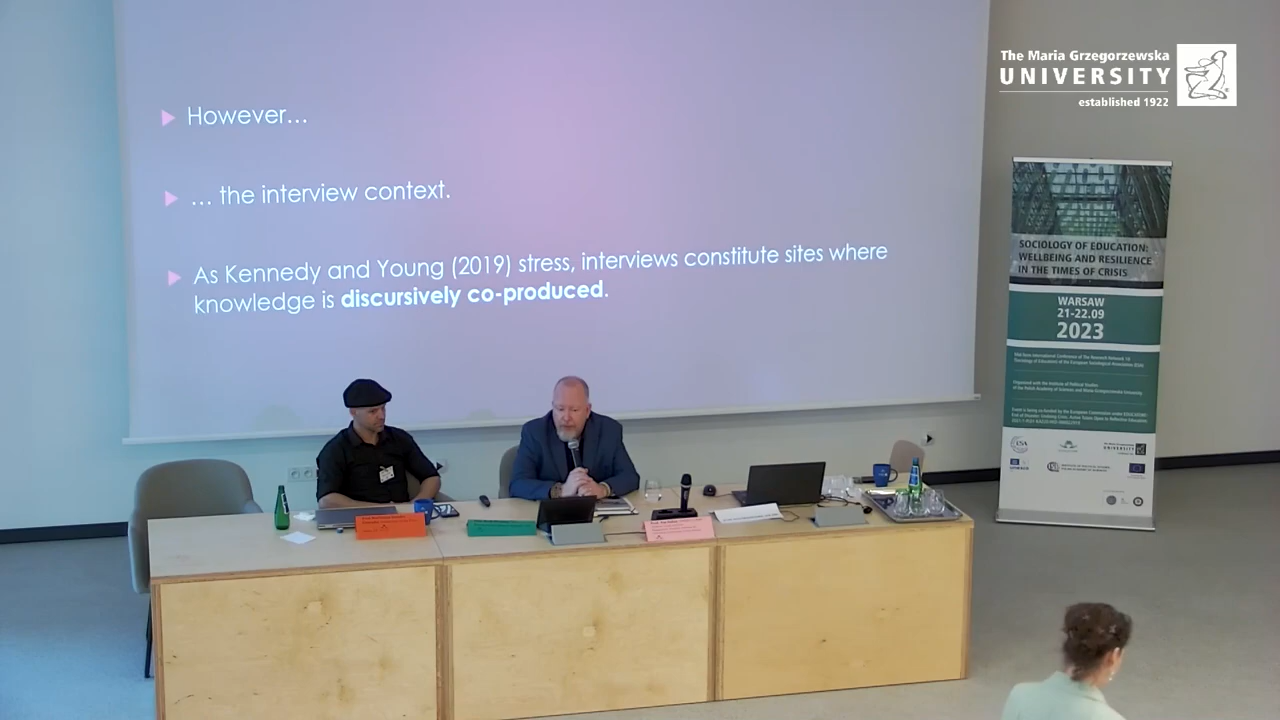 However…
… the interview context.
As Kennedy and Young (2019) stress, interviews constitute sites where
knowledge is discursively co-produced.
The Maria Grzegorzewska
UNIVERSITY
established 1922
SOCIOLOGY OF EDUCATION:
WELLBEING AND RESILIENCE
IN THE TIMES OF CRISIS
WARSAW
21-22.09
2023